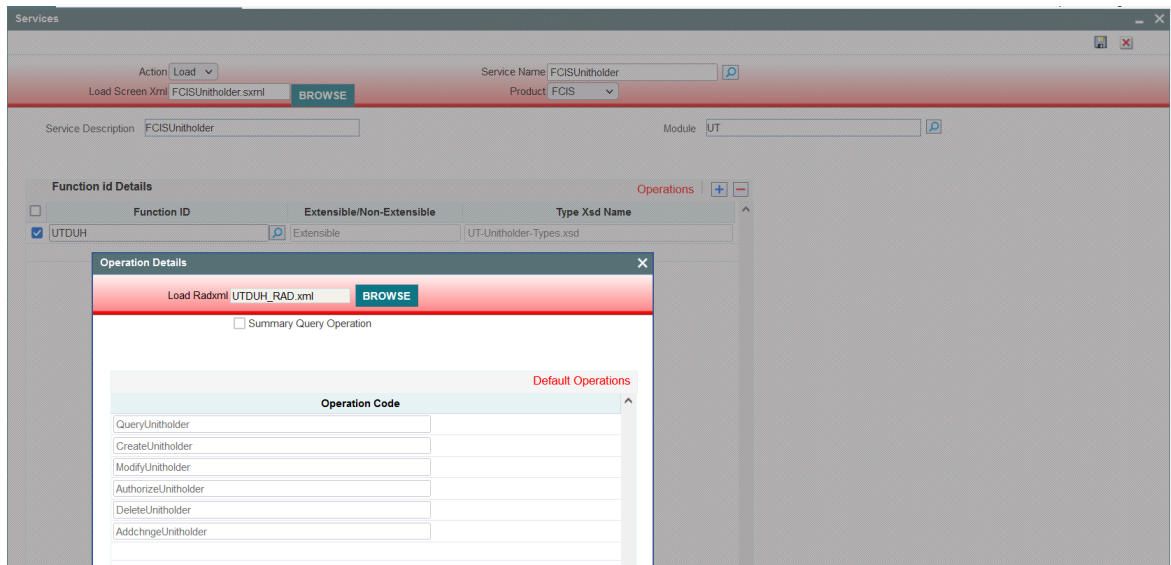 Services
Action Load Service Name FCISUnitholder
Load Screen Xml FCISUnitholder.sxml BROWSE Product FCIS
Service Description FCISUnitholder Module UT
Function id Details Operations
Function ID Extensible/Non-Extensible Type Xsd Name
UTDUH Extensible UT-Unitholder-Types.xsd
Operation Details
Load Radxml UTDUH_RAD.xml BROWSE
Summary Query Operation
Default Operations
Operation Code
QueryUnitholder
CreateUnitholder
ModifyUnitholder
AuthorizeUnitholder
DeleteUnitholder
AddchngeUnitholder